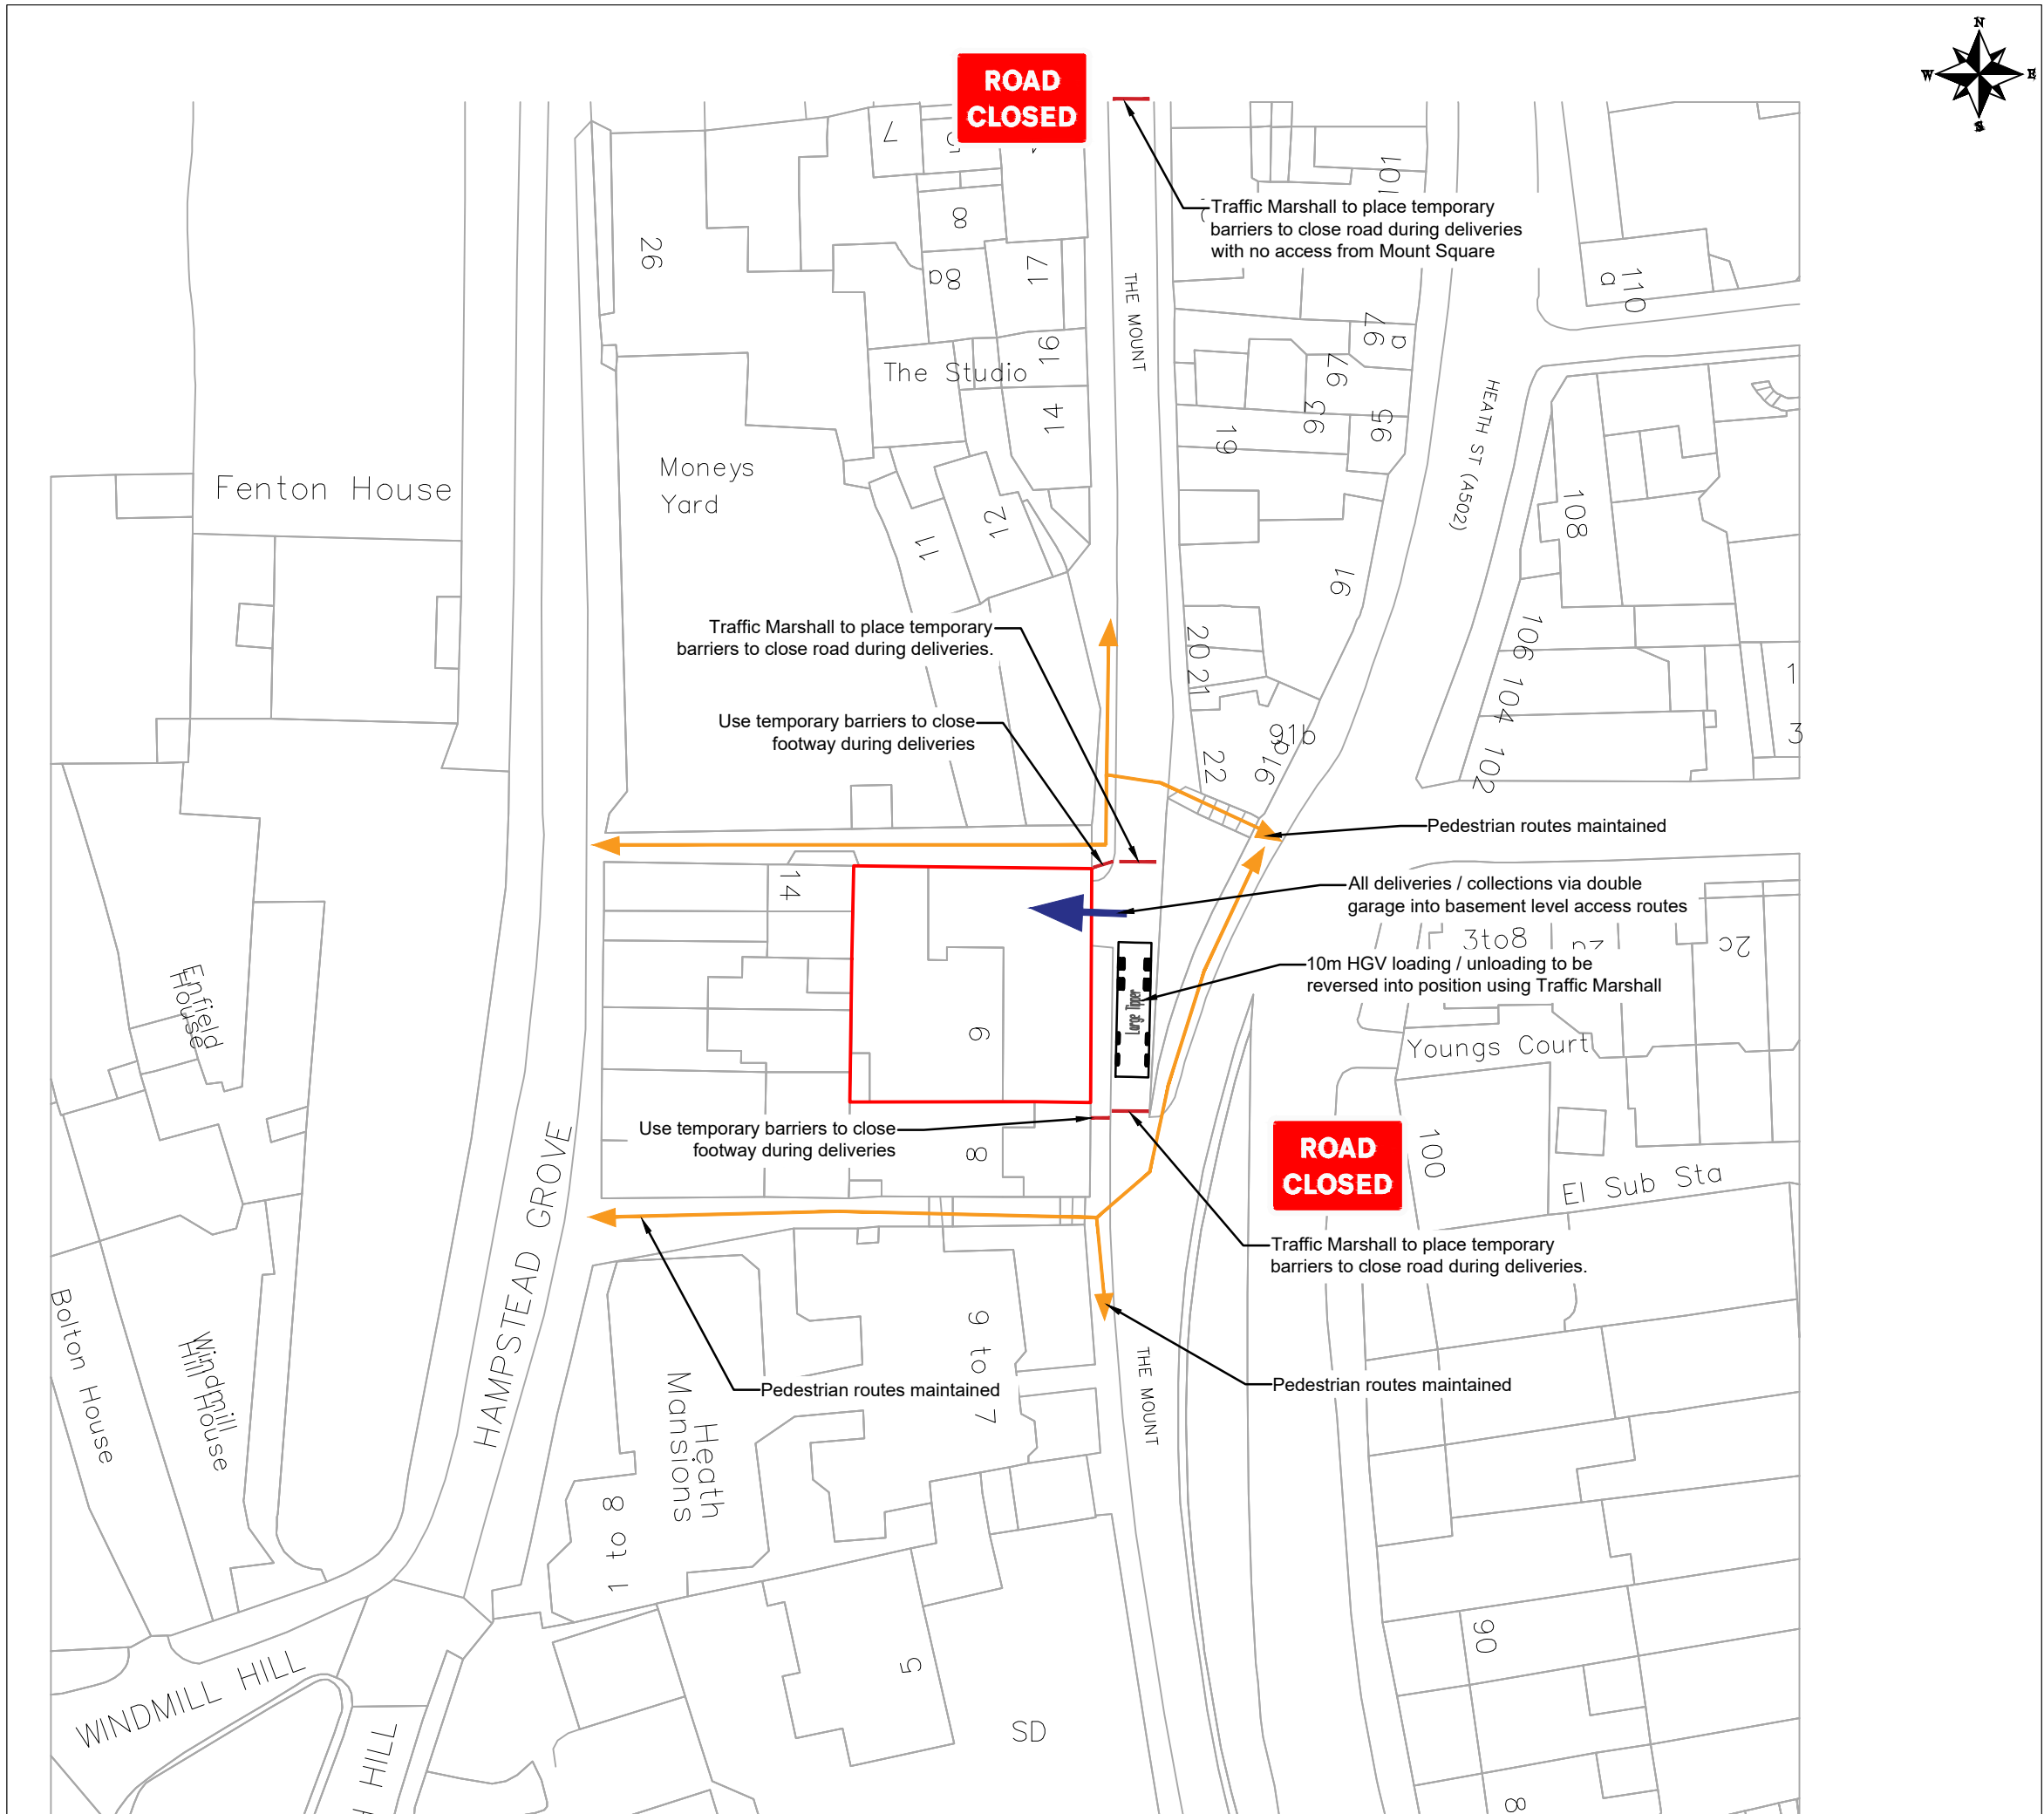 N
W
E
S
ROAD
CLOSED
7
101
Traffic Marshall to place temporary
barriers to close road during deliveries
with no access from Mount Square
26
8
8a
17
110
a
THE MOUNT
97
a
16
97
The Studio
14
93
95
19
HEATH ST (A502)
Moneys
Yard
Fenton House
108
12
11
91
Traffic Marshall to place temporary
barriers to close road during deliveries.
20
21
106
104
102
1
3
Use temporary barriers to close
footway during deliveries
22
91a
91b
Pedestrian routes maintained
14
All deliveries / collections via double
garage into basement level access routes
3to8
2c
10m HGV loading / unloading to be
reversed into position using Traffic Marshall
Large Tipper
Enfield
House
6
Youngs Court
Use temporary barriers to close
footway during deliveries
8
ROAD
CLOSED
100
El Sub Sta
HAMPSTEAD GROVE
Traffic Marshall to place temporary
barriers to close road during deliveries.
Bolton House
Windmill
Hill House
9 to 7
THE MOUNT
Pedestrian routes maintained
Pedestrian routes maintained
Heath
Mansions
1 to 8
90
5
WINDMILL HILL
SD
HILL
8